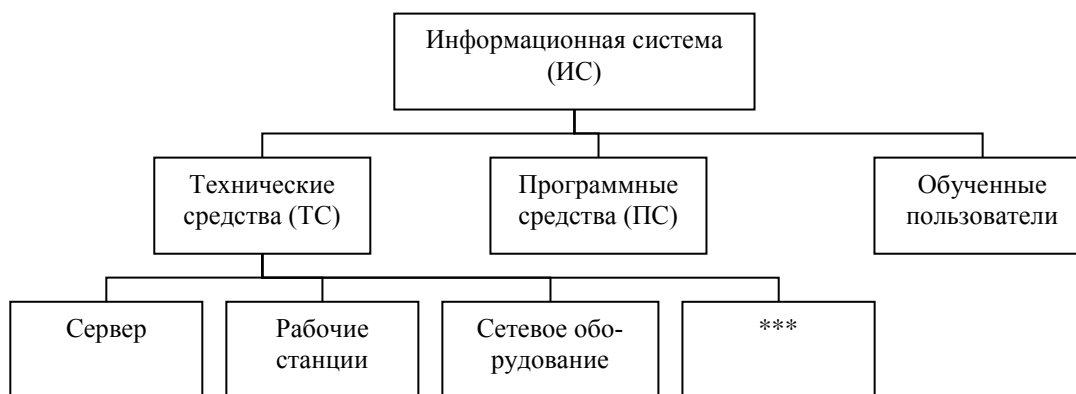 Информационная система
(ИС)
Технические
средства (ТС)
Программные
средства (ПС)
Обученные
пользователи
Сервер
Рабочие
станции
Сетевое обо-
рудование
***